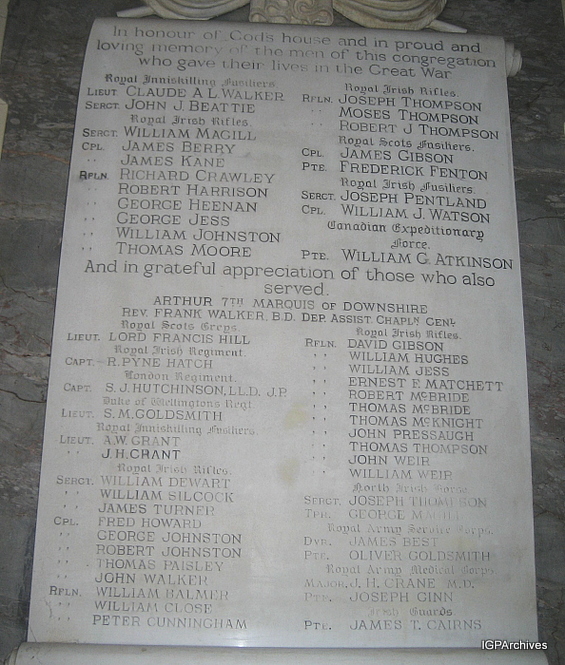 In honour of God's house and in proud and
loving memory of the men of this congregation
who gave their lives in the Great War
Royal Inniskilling Fusiliers.
LIEUT CLAUDE A L. WALKER
SERGT. JOHN J. BEATTIE
Royal Irish Rifles.
SERGT. WILLIAM MAGILL
CPL. JAMES BERRY
,, JAMES KANE
RFLN. RICHARD CRAWLEY
,, ROBERT HARRISON
,, GEORGE HEENAN
,, GEORGE JESS
,, WILLIAM JOHNSTON
,, THOMAS MOORE
Royal Irish Rifles.
RFLN. JOSEPH THOMPSON
,, MOSES THOMPSON
,, ROBERT J THOMPSON
Royal Scots Fusiliers.
CPL. JAMES GIBSON
PTE. FREDERICK FENTON
Royal Irish Fusiliers.
SERGT. JOSEPH PENTLAND
CPL. WILLIAM J. WATSON
Canadian Expeditionary
Force.
PTE. WILLIAM G. ATKINSON
And in grateful appreciation of those who also
served.
ARTHUR 7TH MARQUIS OF DOWNSHIRE
REV. FRANK WALKER, B.D. DEP. ASSIST. CHAPLN GENL
Royal Scots Greys.
LIEUT. LORD FRANCIS HILL
Royal Irish Regiment.
CAPT. R. PYNE HATCH
London Regiment.
CAPT. S. J. HUTCHINSON, LL.D. J.P.
Duke of Wellingtons Regt.
LIEUT. S. M. GOLDSMITH
Royal Inniskilling Fusiliers.
LIEUT. A.W. GRANT
,, J.H. GRANT
Royal Irish Rifles.
SERGT. WILLIAM DEWART
,, WILLIAM SILCOCK
,, JAMES TURNER
CPL. FRED HOWARD
,, GEORGE JOHNSTON
,, ROBERT JOHNSTON
,, THOMAS PAISLEY
,, JOHN WALKER
RFLN. WILLIAM BALMER
,, WILLIAM CLOSE
,, PETER CUNNINGHAM
Royal Irish Rifles.
RFLN. DAVID GIBSON
,, WILLIAM HUGHES
,, WILLIAM JESS
,, ERNEST F. MATCHETT
,, ROBERT McBRIDE
,, THOMAS McBRIDE
,, THOMAS McKNIGHT
,, JOHN PRESSAUGH
,, THOMAS THOMPSON
,, JOHN WEIR
,, WILLIAM WEIR
North Irish Horse
SERGT. JOSEPH THOMPSON
TPR. GEORGE MAGILL
Royal Army Service Corps.
DVR. JAMES BEST
PTE. OLIVER GOLDSMITH
Royal Army Medical Corps
MAJOR. J. H. CRANE M.D.
PTE. JOSEPH GINN
Irish Guards
PTE. JAMES T. CAIRNS
IGPArchives